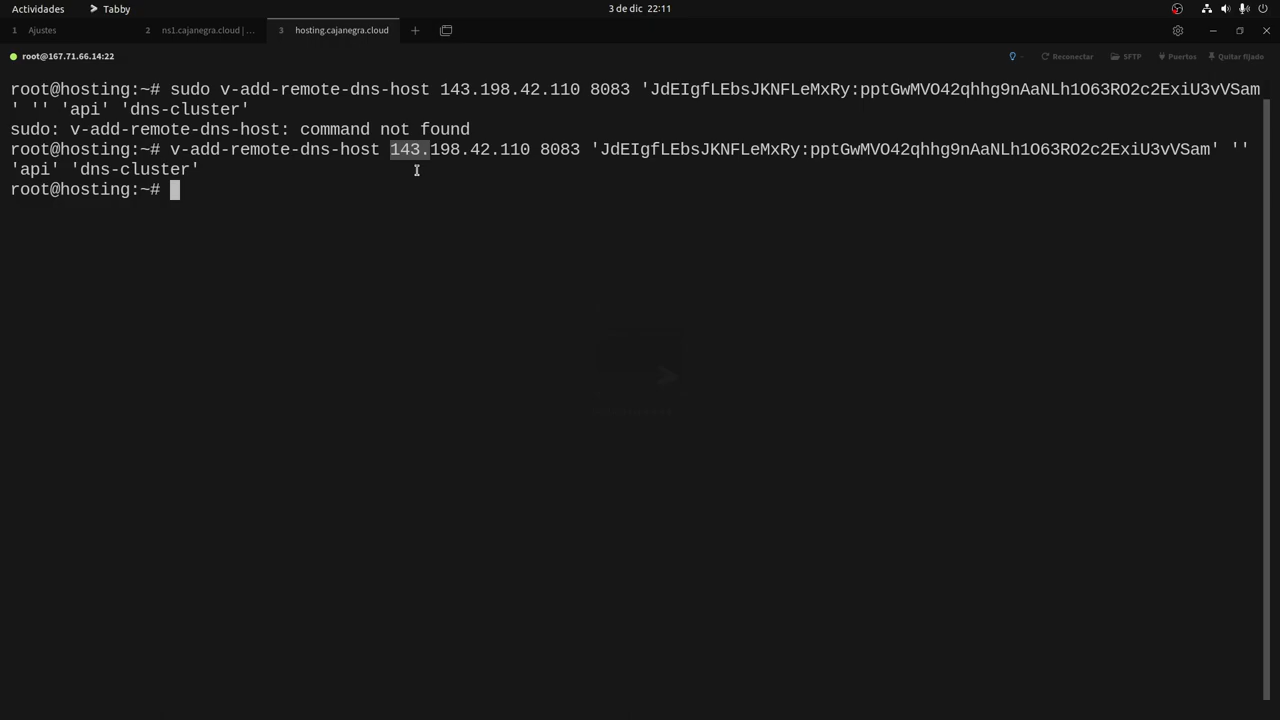 Actividades Tabby 3 de dic 22:11
1 Ajustes 2 ns1.cajanegra.cloud | ... 3 hosting.cajanegra.cloud +
root@167.71.66.14:22 Reconectar SFTP Puertos Quitar fijado
root@hosting:~# sudo v-add-remote-dns-host 143.198.42.110 8083 'JdEIgfLEbsJKNFLeMxRy:pptGwMVO42qhhg9nAaNLh1O63RO2c2ExiU3vVSam
' '' 'api' 'dns-cluster'
sudo: v-add-remote-dns-host: command not found
root@hosting:~# v-add-remote-dns-host 143.198.42.110 8083 'JdEIgfLEbsJKNFLeMxRy:pptGwMVO42qhhg9nAaNLh1O63RO2c2ExiU3vVSam' ''
'api' 'dns-cluster'
root@hosting:~#